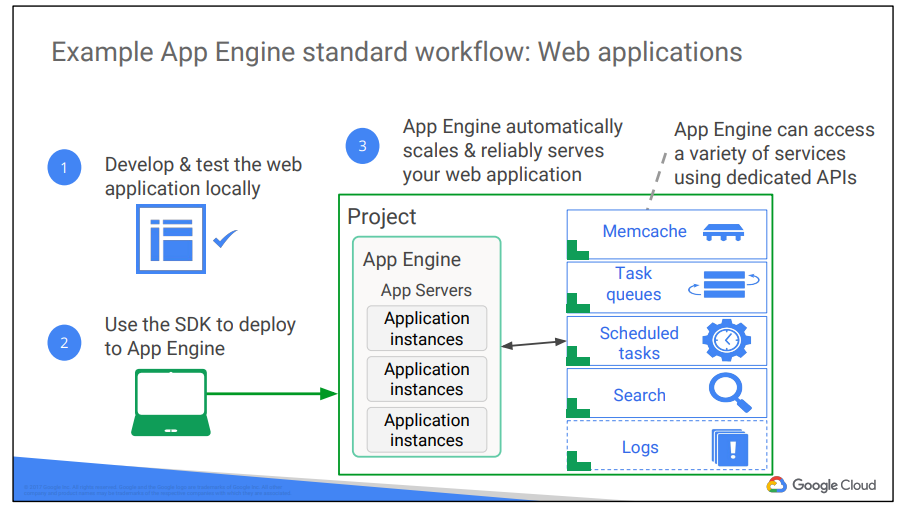 Example App Engine standard workflow: Web applications
1
Develop & test the web
application locally
2
Use the SDK to deploy
to App Engine
3
App Engine automatically
scales & reliably serves
your web application
App Engine can access
a variety of services
using dedicated APIs
Project
App Engine
App Servers
Application
instances
Application
instances
Application
instances
Memcache
Task
queues
Scheduled
tasks
Search
Logs
Google Cloud